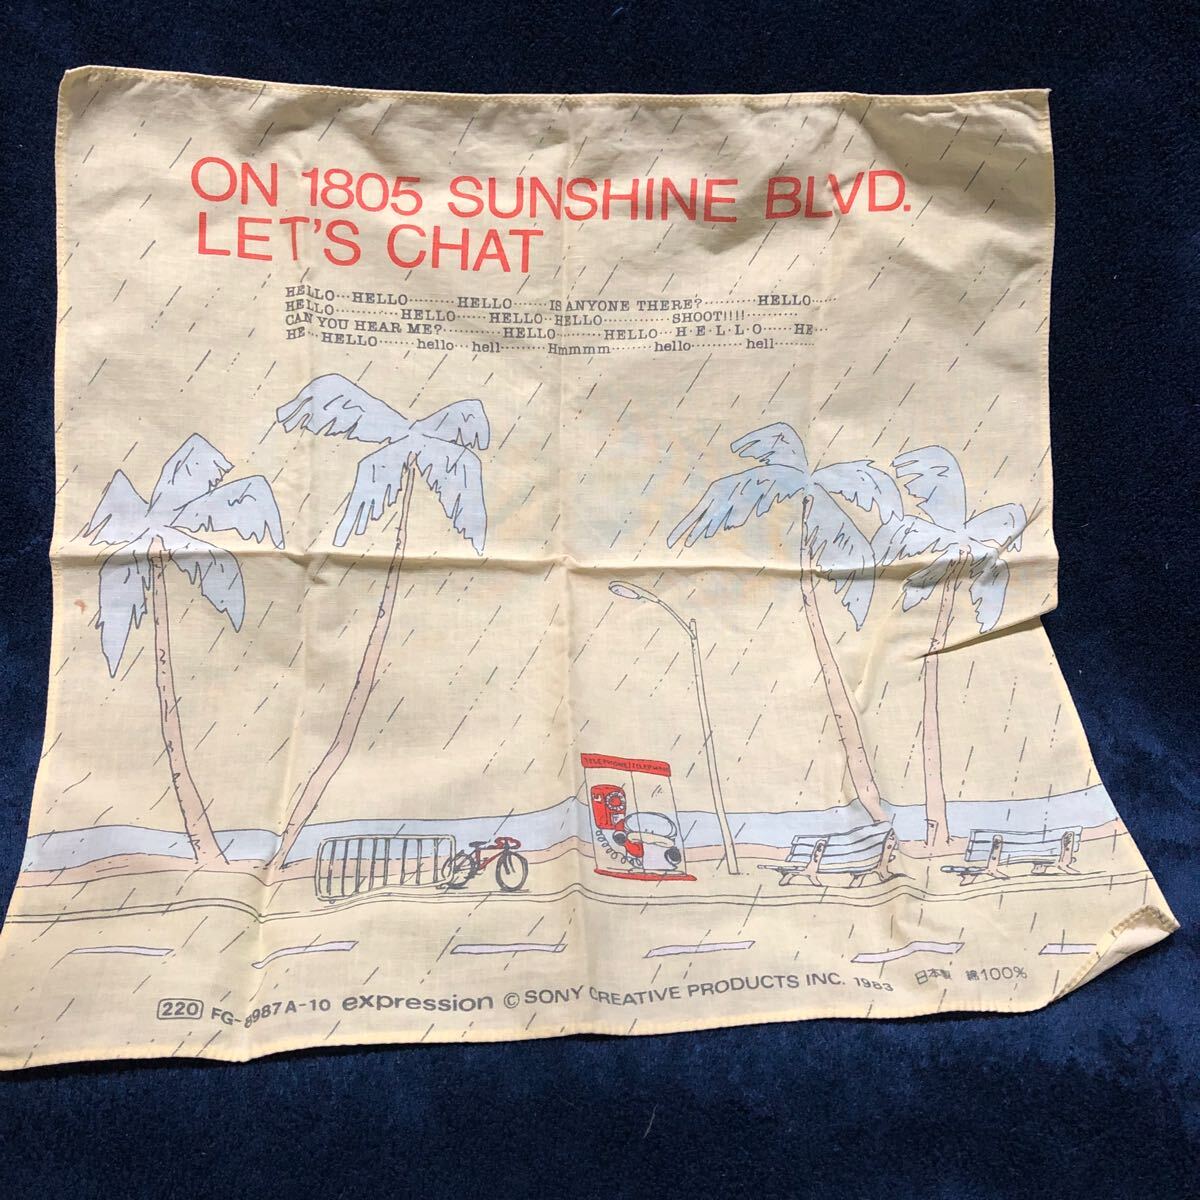 ON 1805 SUNSHINE BLVD.
LET'S CHAT
HELLO···HELLO········HELLO······IS ANYONE THERE?·········HELLO·····
HELLO···········HELLO·····HELLO··HELLO···········SHOOT!!!!·········
CAN YOU HEAR ME?··········HELLO········HELLO···H·E·L·L·O·····HE···
HE···HELLO······hello···hell········Hmmmm·······hello·········hell·······
TELEPHONE TELEPHONE
220 FG-8987A-10 expression © SONY CREATIVE PRODUCTS INC. 1983 日本製 綿100%